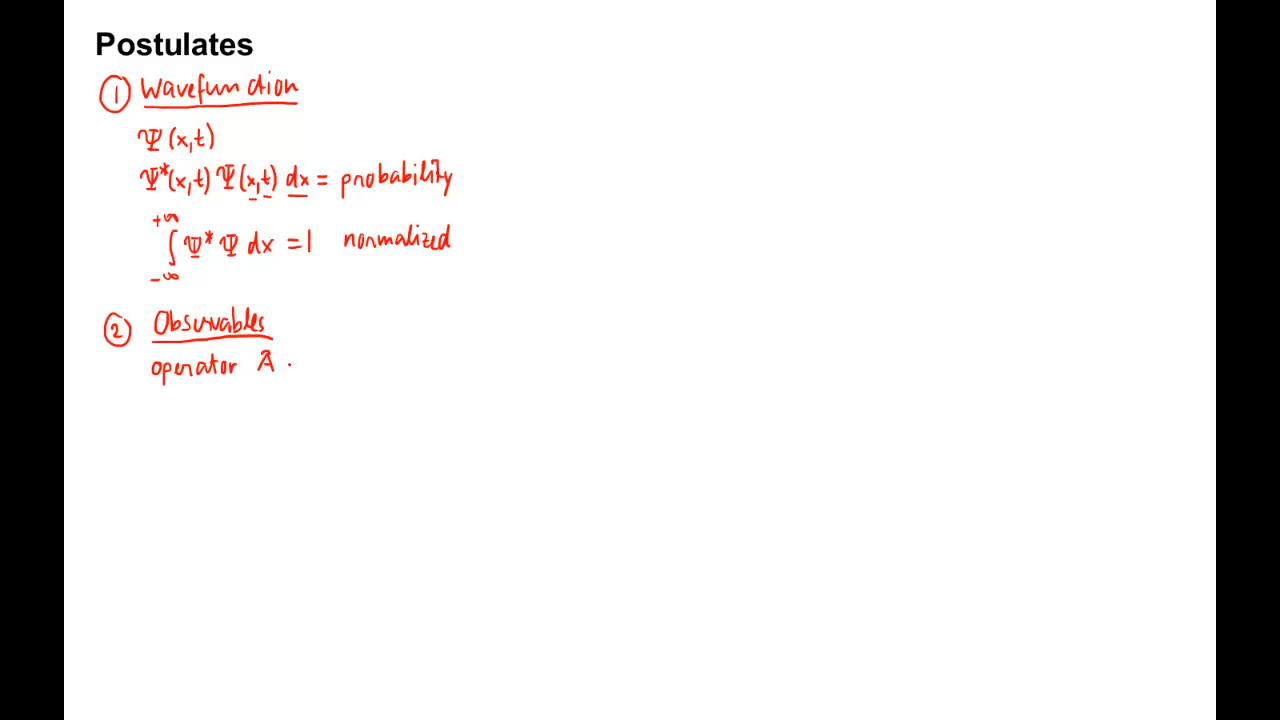 Postulates
① Wavefunction
Ψ(x,t)
Ψ*(x,t) Ψ(x,t) dx = probability
+∞
∫ Ψ* Ψ dx = 1 normalized
-∞
② Observables
operator Â